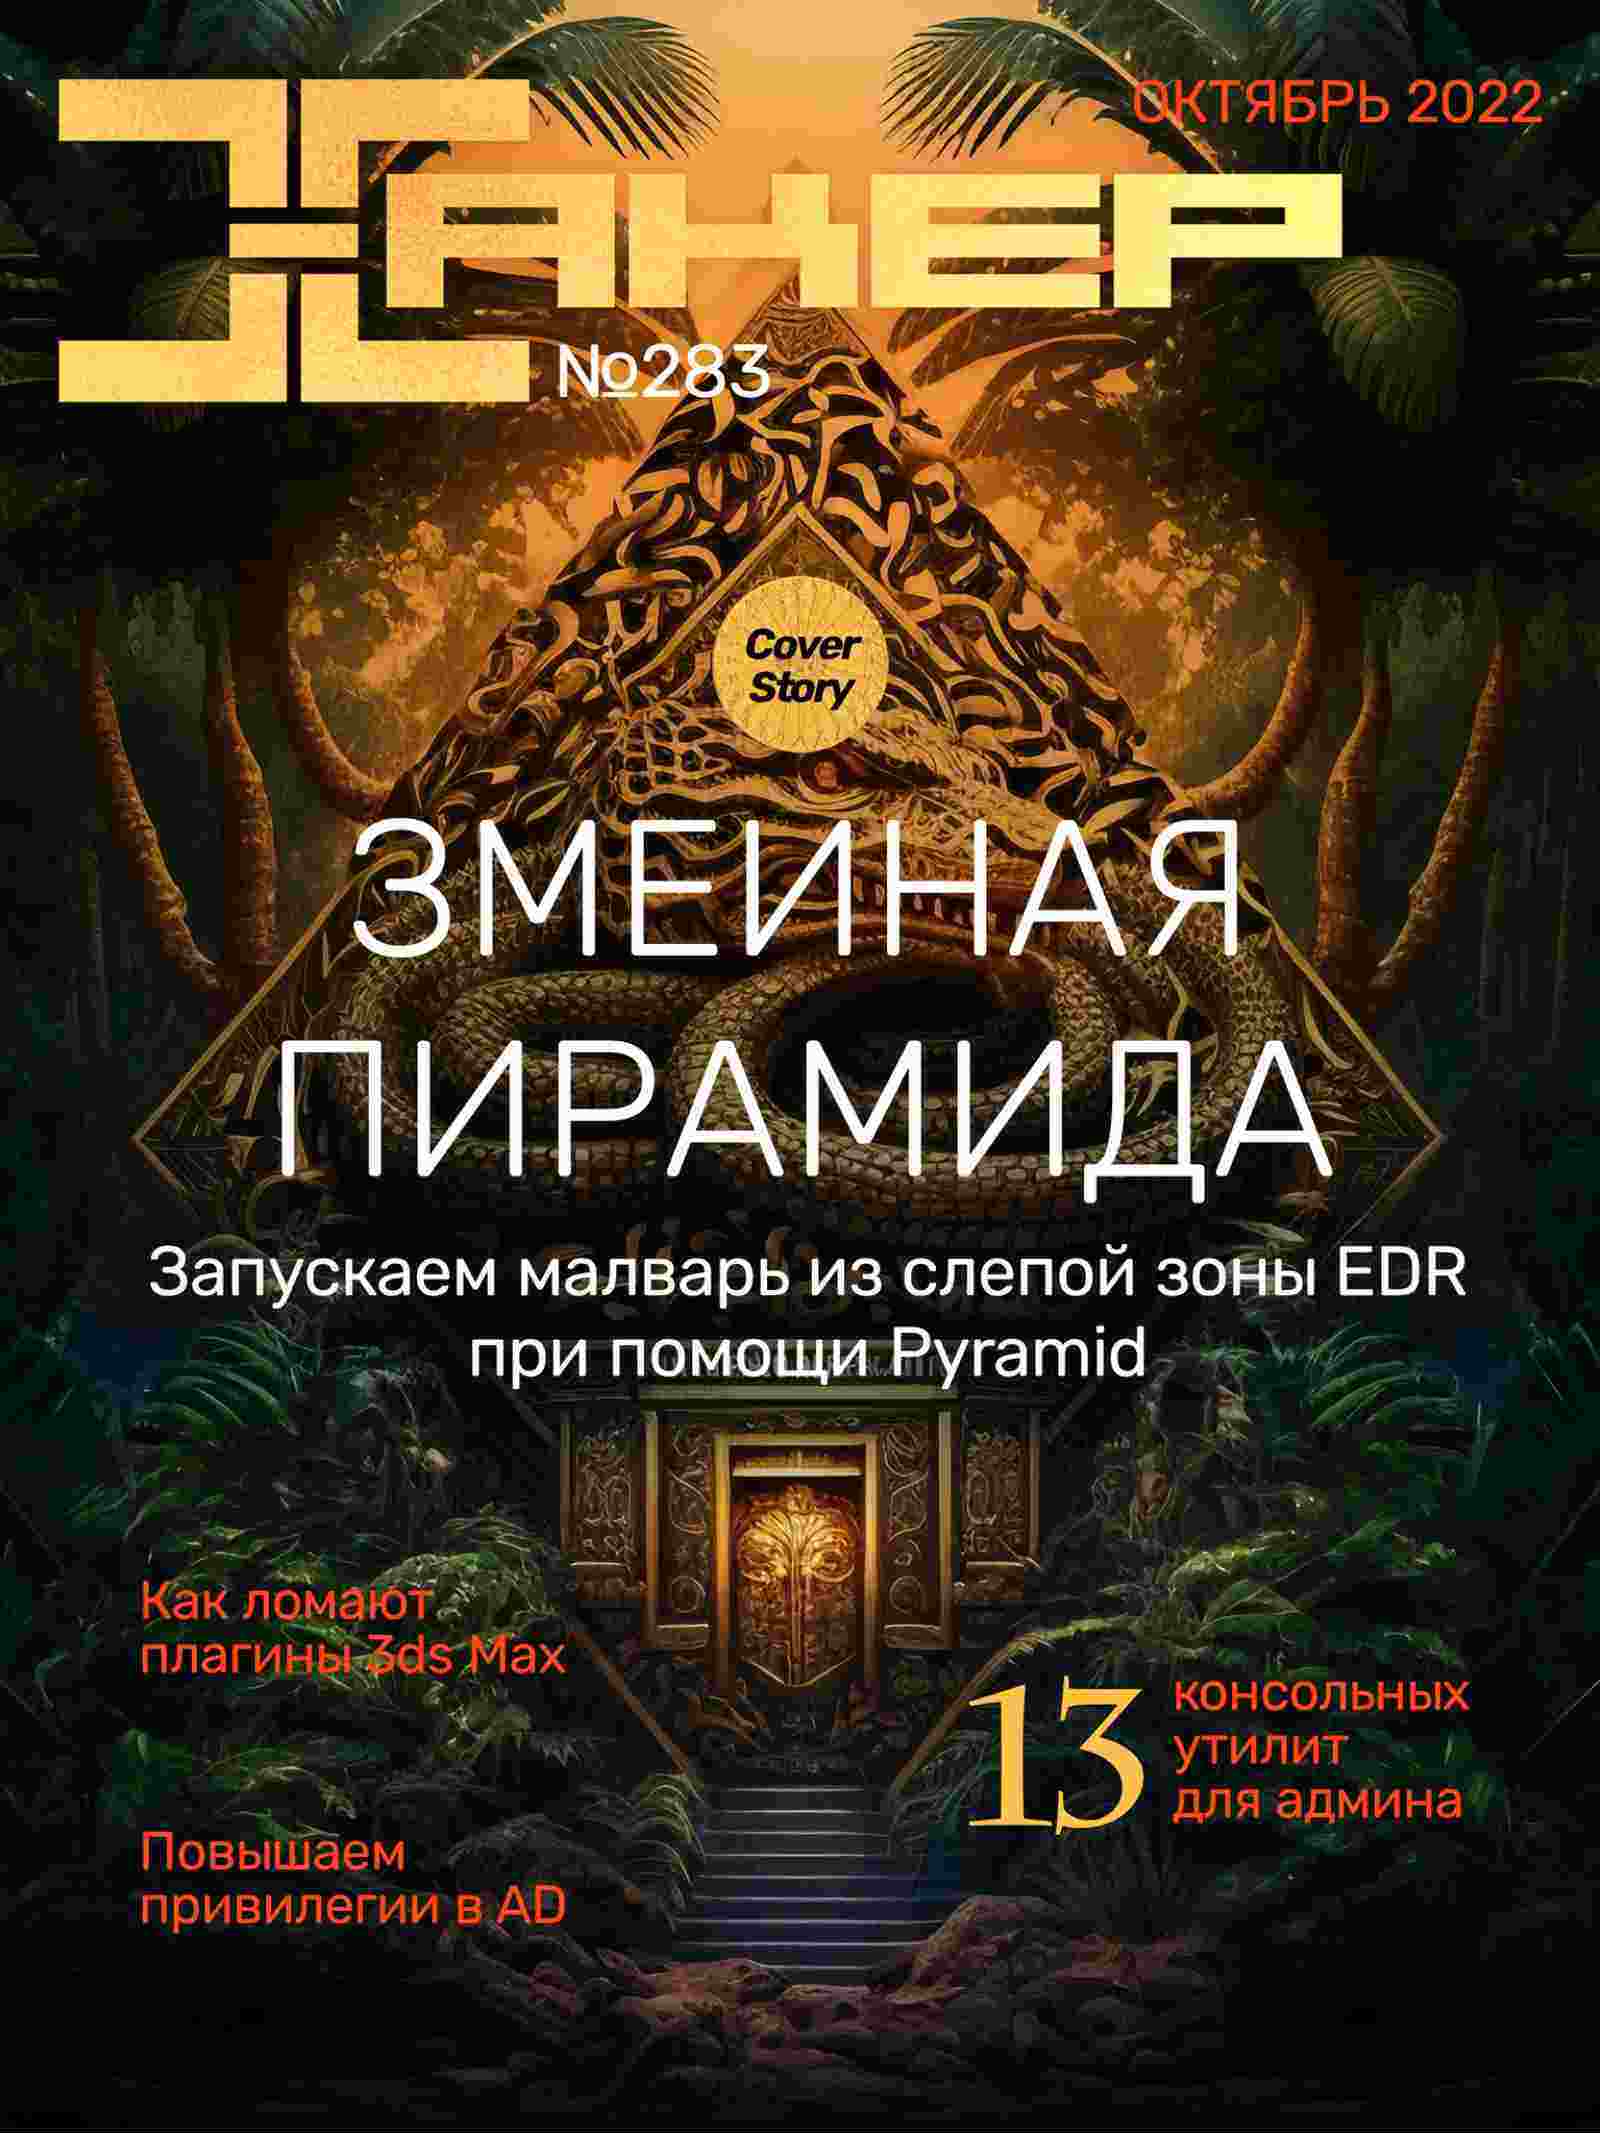 ОКТЯБРЬ 2022
ХАКЕР
№283
Cover
Story
ЗМЕИНАЯ
ПИРАМИДА
Запускаем малварь из слепой зоны EDR
при помощи Pyramid
Как ломают
плагины 3ds Max
13 консольных
утилит
для админа
Повышаем
привилегии в AD